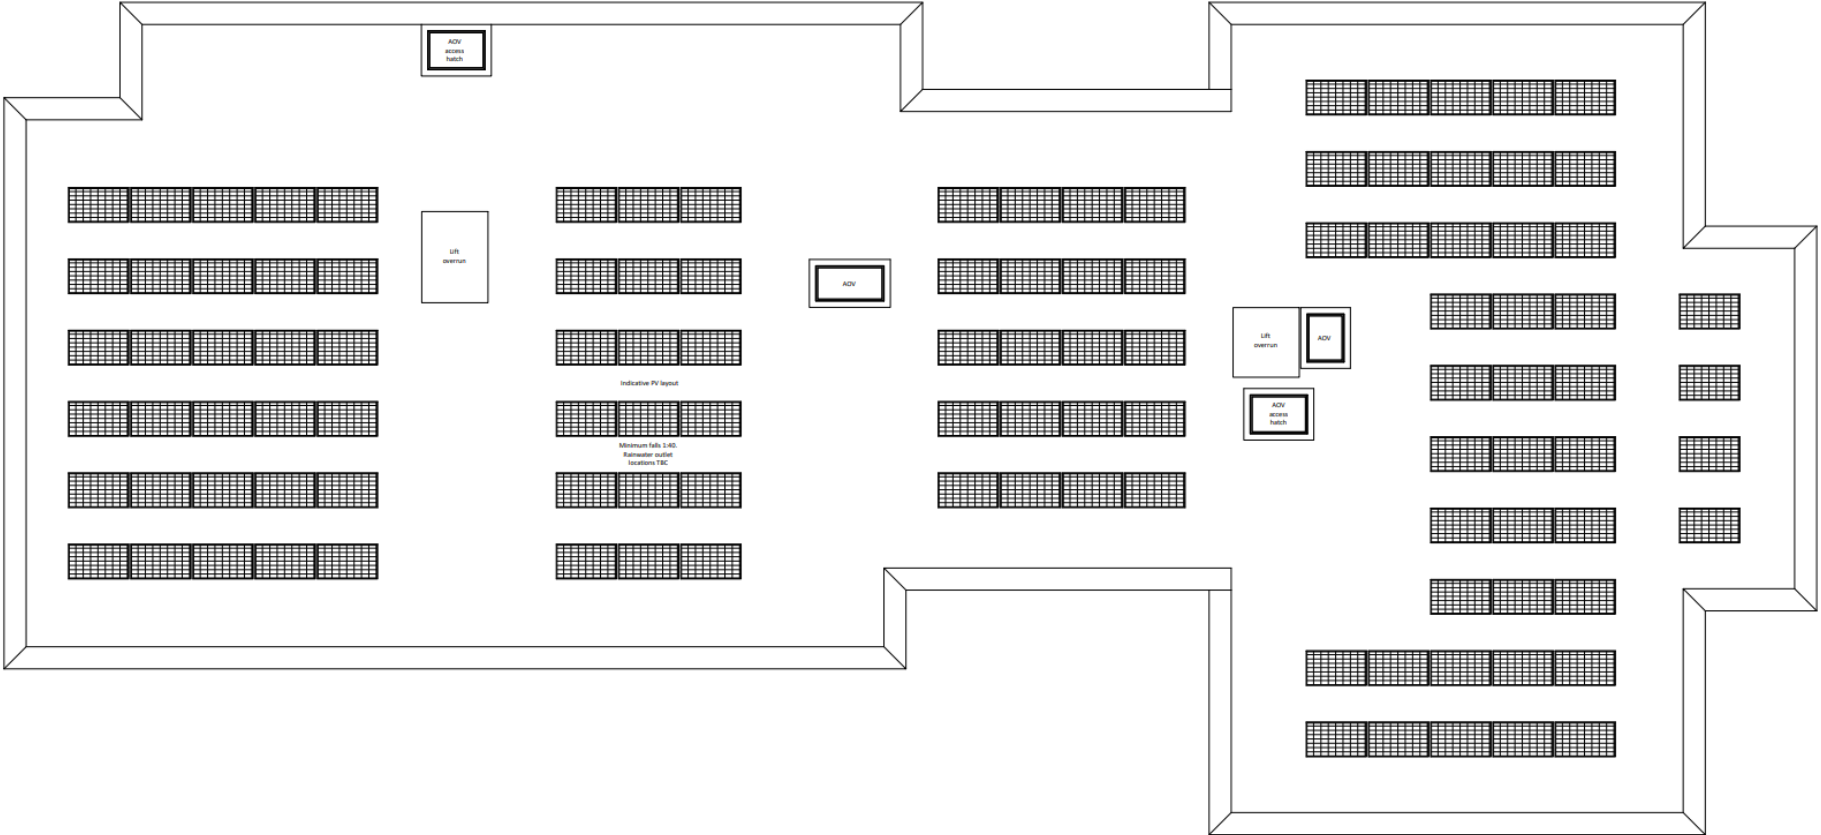 AOV
access
hatch
Lift
overrun
AOV
Lift
overrun
AOV
Indicative PV layout
AOV
access
hatch
Minimum falls 1:40.
Rainwater outlet
locations TBC